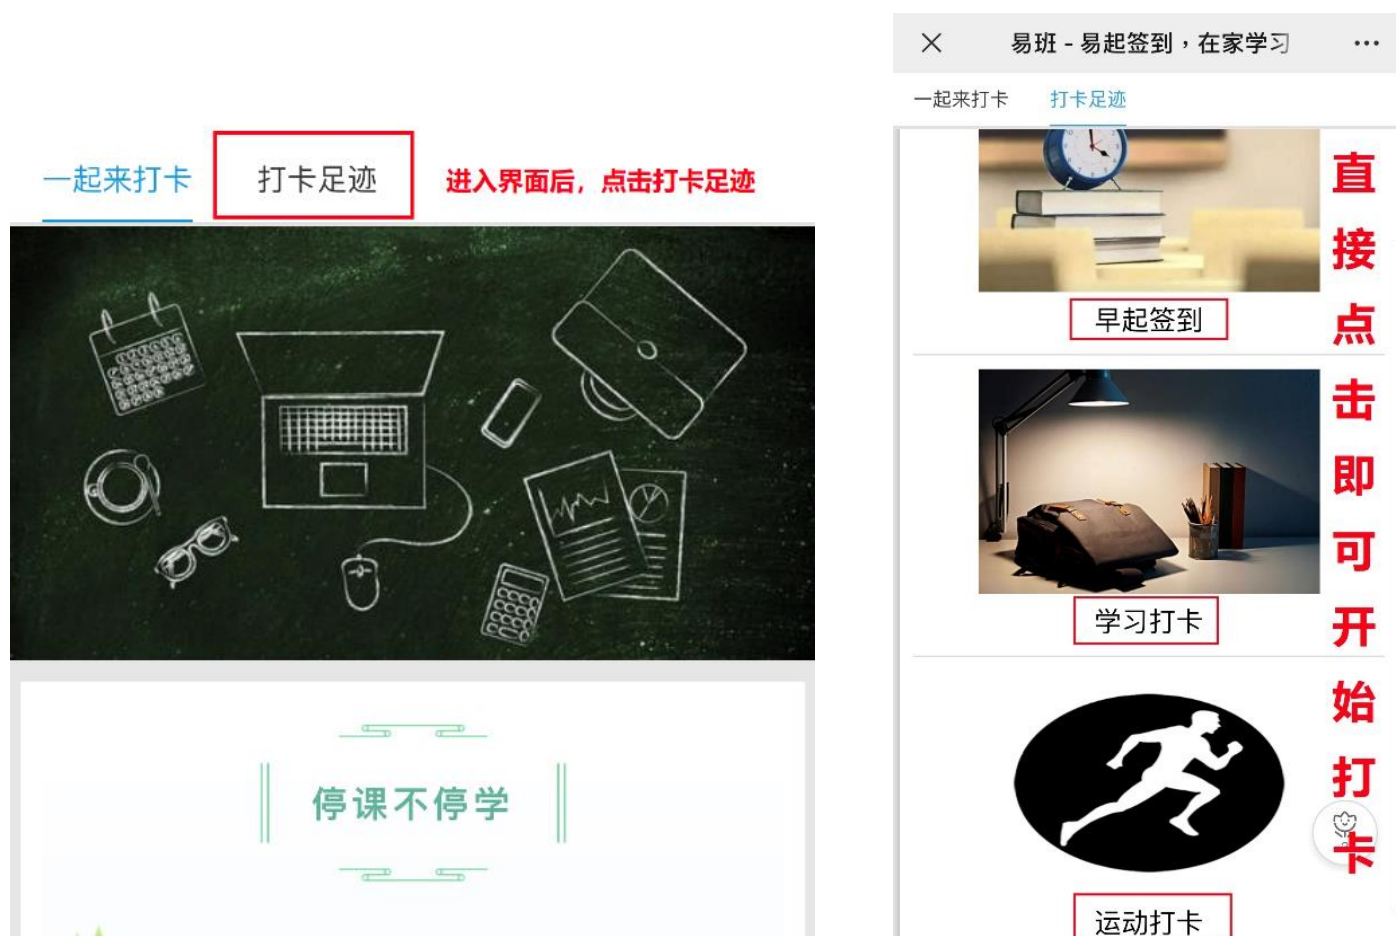 一起来打卡
打卡足迹
进入界面后，点击打卡足迹
停课不停学
易班 - 易起签到，在家学习
一起来打卡
打卡足迹
早起签到
学习打卡
运动打卡
直接点击即可开始打卡